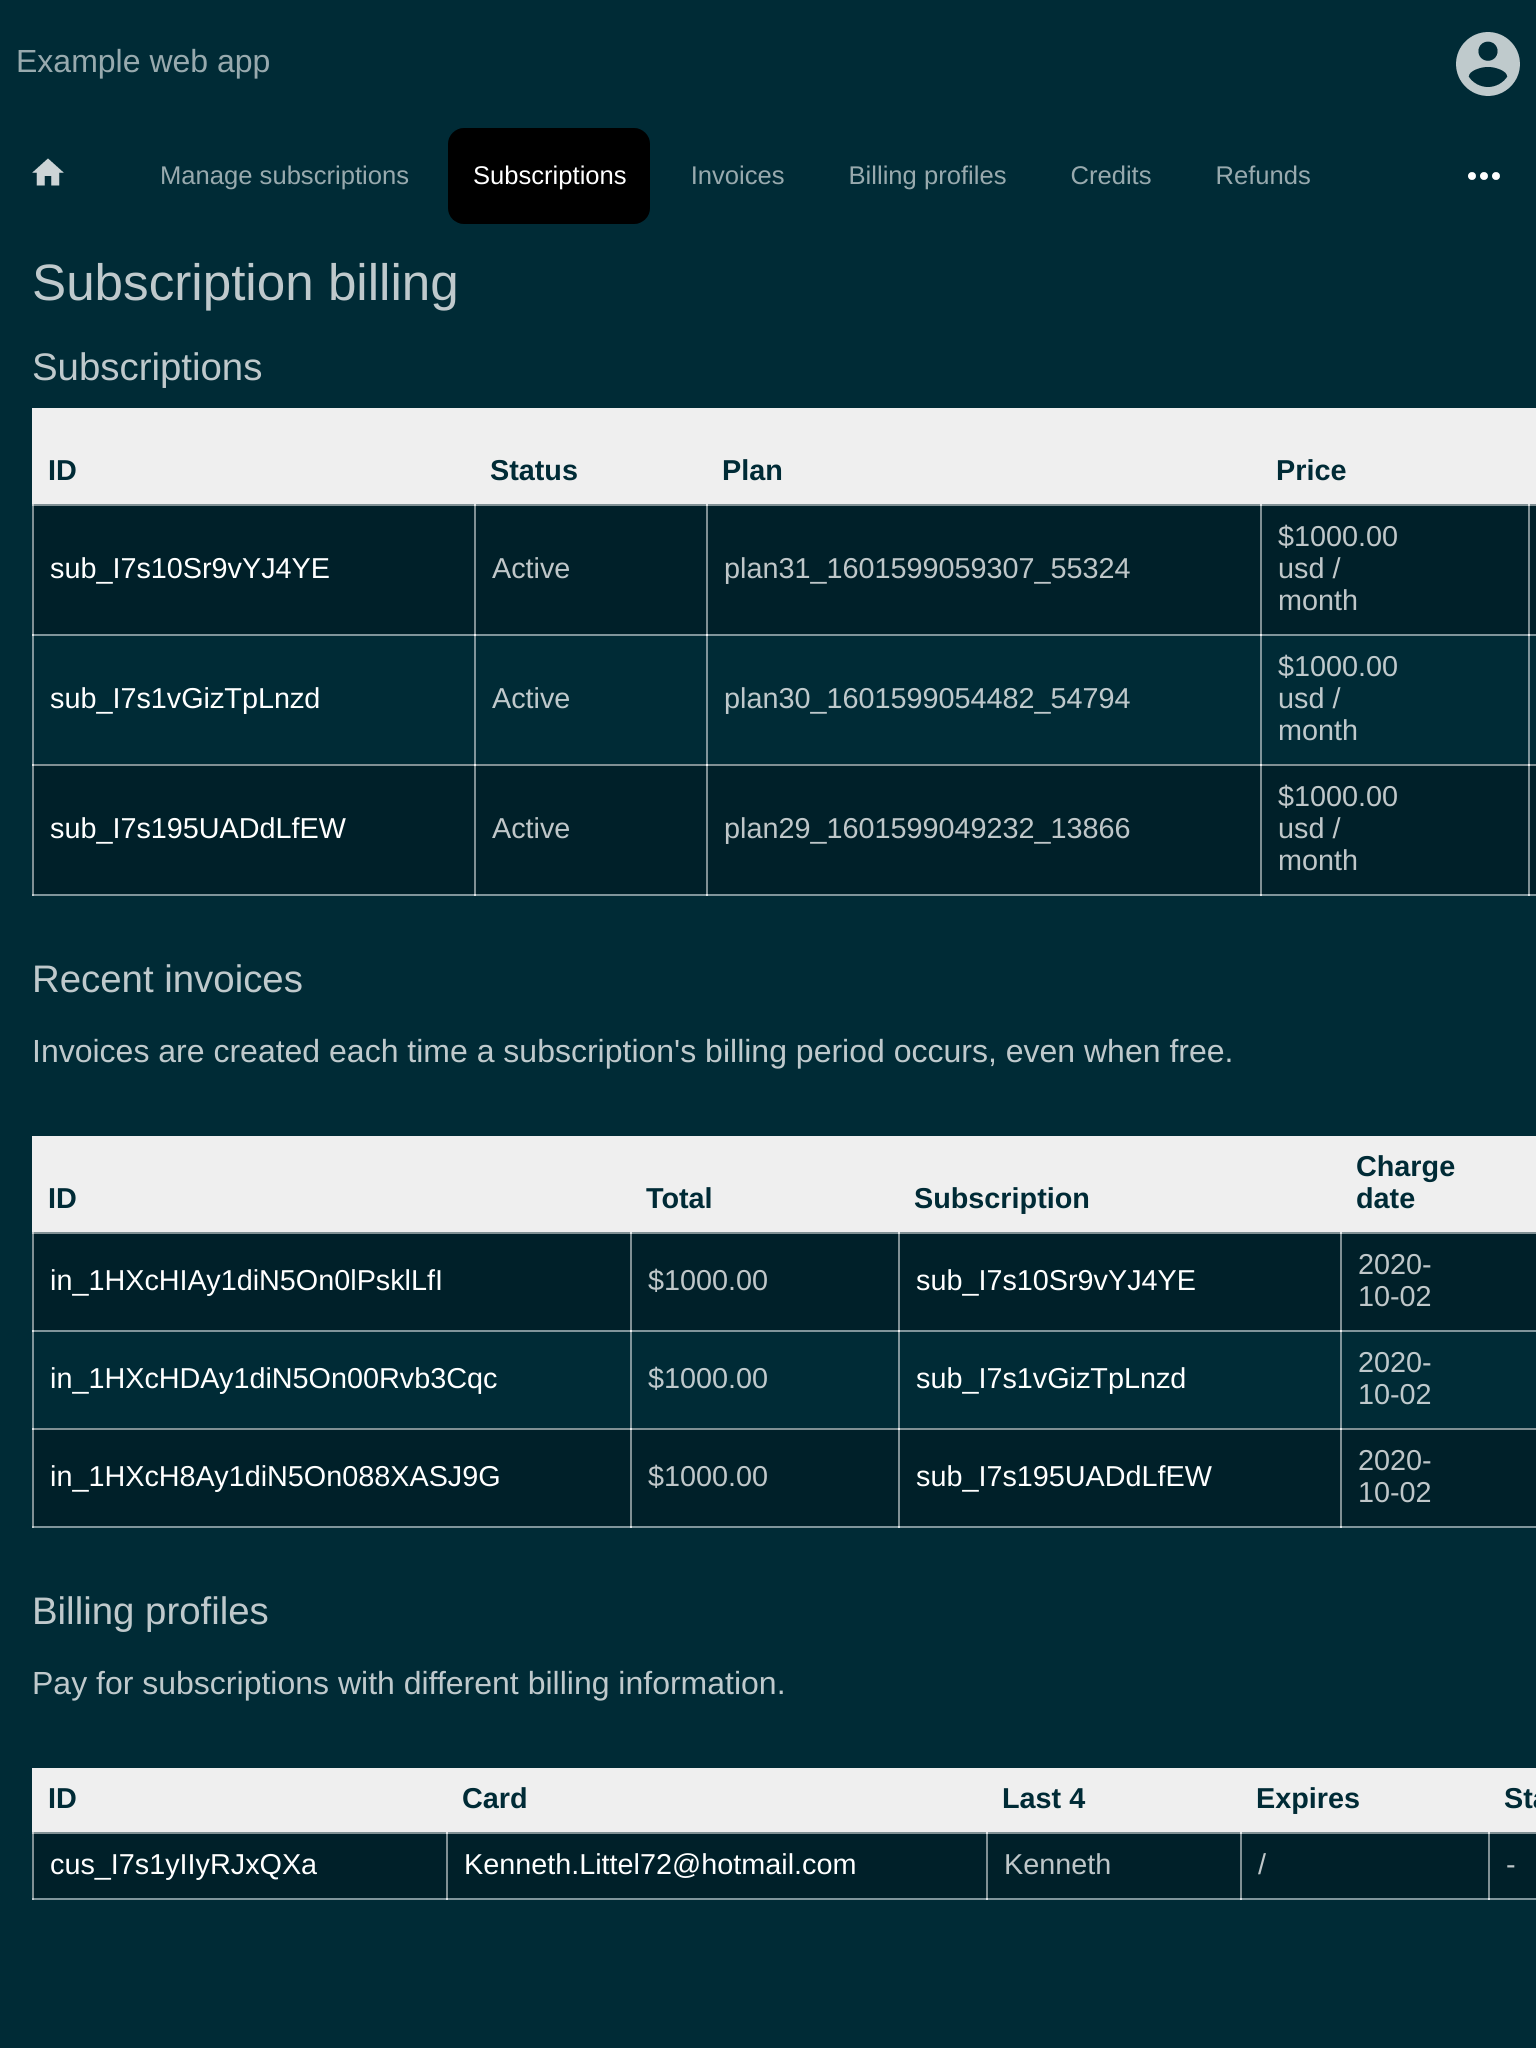 Example web app
Manage subscriptions Subscriptions Invoices Billing profiles Credits Refunds
Subscription billing
Subscriptions
ID Status Plan Price
sub_I7s10Sr9vYJ4YE Active plan31_1601599059307_55324 $1000.00
usd /
month
sub_I7s1vGizTpLnzd Active plan30_1601599054482_54794 $1000.00
usd /
month
sub_I7s195UADdLfEW Active plan29_1601599049232_13866 $1000.00
usd /
month
Recent invoices
Invoices are created each time a subscription's billing period occurs, even when free.
ID Total Subscription Charge
date
in_1HXcHIAy1diN5On0lPsklLfI $1000.00 sub_I7s10Sr9vYJ4YE 2020-
10-02
in_1HXcHDAy1diN5On00Rvb3Cqc $1000.00 sub_I7s1vGizTpLnzd 2020-
10-02
in_1HXcH8Ay1diN5On088XASJ9G $1000.00 sub_I7s195UADdLfEW 2020-
10-02
Billing profiles
Pay for subscriptions with different billing information.
ID Card Last 4 Expires
cus_I7s1yIIyRJxQXa Kenneth.Littel72@hotmail.com Kenneth / -